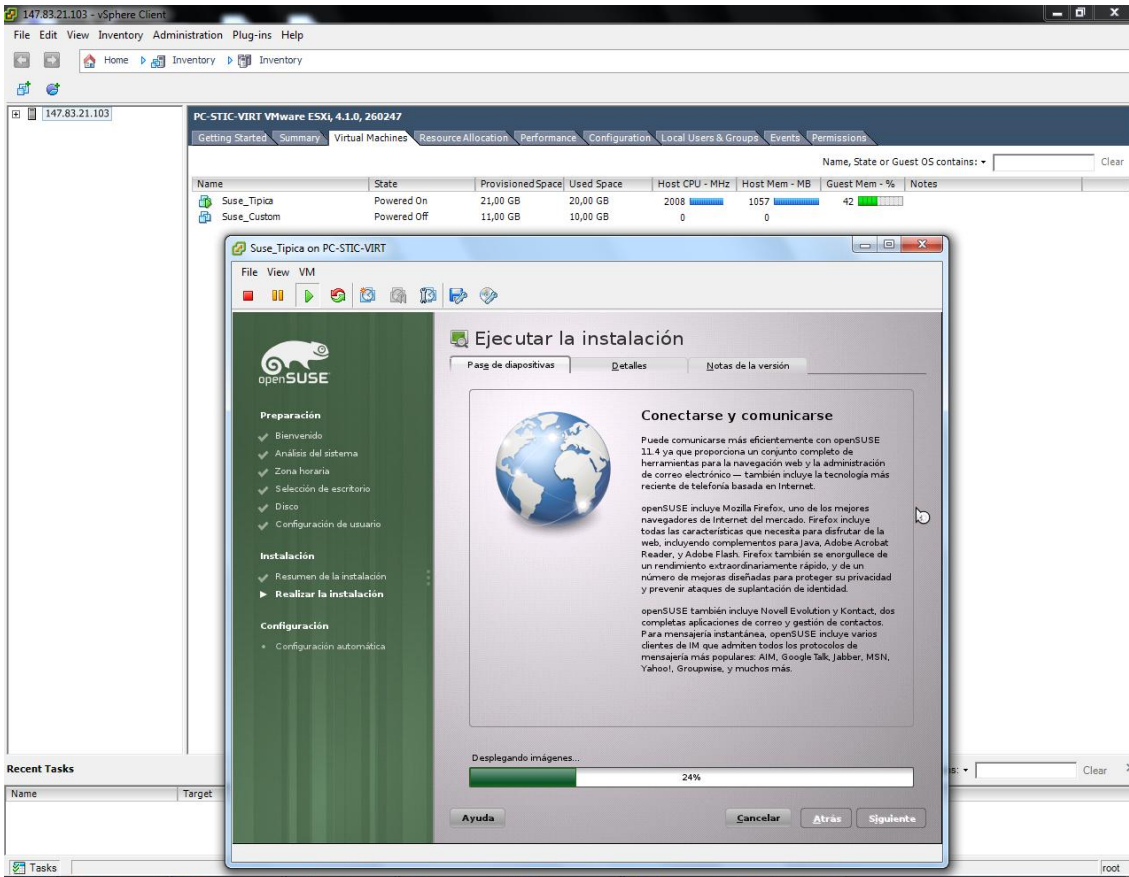 147.83.21.103 - vSphere Client
File Edit View Inventory Administration Plug-ins Help
Home Inventory Inventory
147.83.21.103
PC-STIC-VIRT VMware ESXi, 4.1.0, 260247
Getting Started Summary Virtual Machines Resource Allocation Performance Configuration Local Users & Groups Events Permissions
Name, State or Guest OS contains: Clear
Name State Provisioned Space Used Space Host CPU - MHz Host Mem - MB Guest Mem - % Notes
Suse_Tipica Powered On 21,00 GB 20,00 GB 2008 1057 42
Suse_Custom Powered Off 11,00 GB 10,00 GB 0 0
Suse_Tipica on PC-STIC-VIRT
File View VM
openSUSE
Preparación
Bienvenido
Análisis del sistema
Zona horaria
Selección de escritorio
Disco
Configuración de usuario
Instalación
Resumen de la instalación
Realizar la instalación
Configuración
Configuración automática
Ejecutar la instalación
Pase de diapositivas Detalles Notas de la versión
Conectarse y comunicarse
Puede comunicarse más eficientemente con openSUSE
11.4 ya que proporciona un conjunto completo de
herramientas para la navegación web y la administración
de correo electrónico — también incluye la tecnología más
reciente de telefonía basada en Internet.
openSUSE incluye Mozilla Firefox, uno de los mejores
navegadores de Internet del mercado. Firefox incluye
todas las características que necesita para disfrutar de la
web, incluyendo complementos para Java, Adobe Acrobat
Reader, y Adobe Flash. Firefox también se enorgullece de
un rendimiento extraordinariamente rápido, y de un
número de mejoras diseñadas para proteger su privacidad
y prevenir ataques de suplantación de identidad.
openSUSE también incluye Novell Evolution y Kontact, dos
completas aplicaciones de correo y gestión de contactos.
Para mensajería instantánea, openSUSE incluye varios
clientes de IM que admiten todos los protocolos de
mensajería más populares: AIM, Google Talk, Jabber, MSN,
Yahoo!, Groupwise, y muchos más.
Desplegando imágenes...
24%
Ayuda Cancelar Atrás Siguiente
Recent Tasks Clear
Name Target
Tasks root